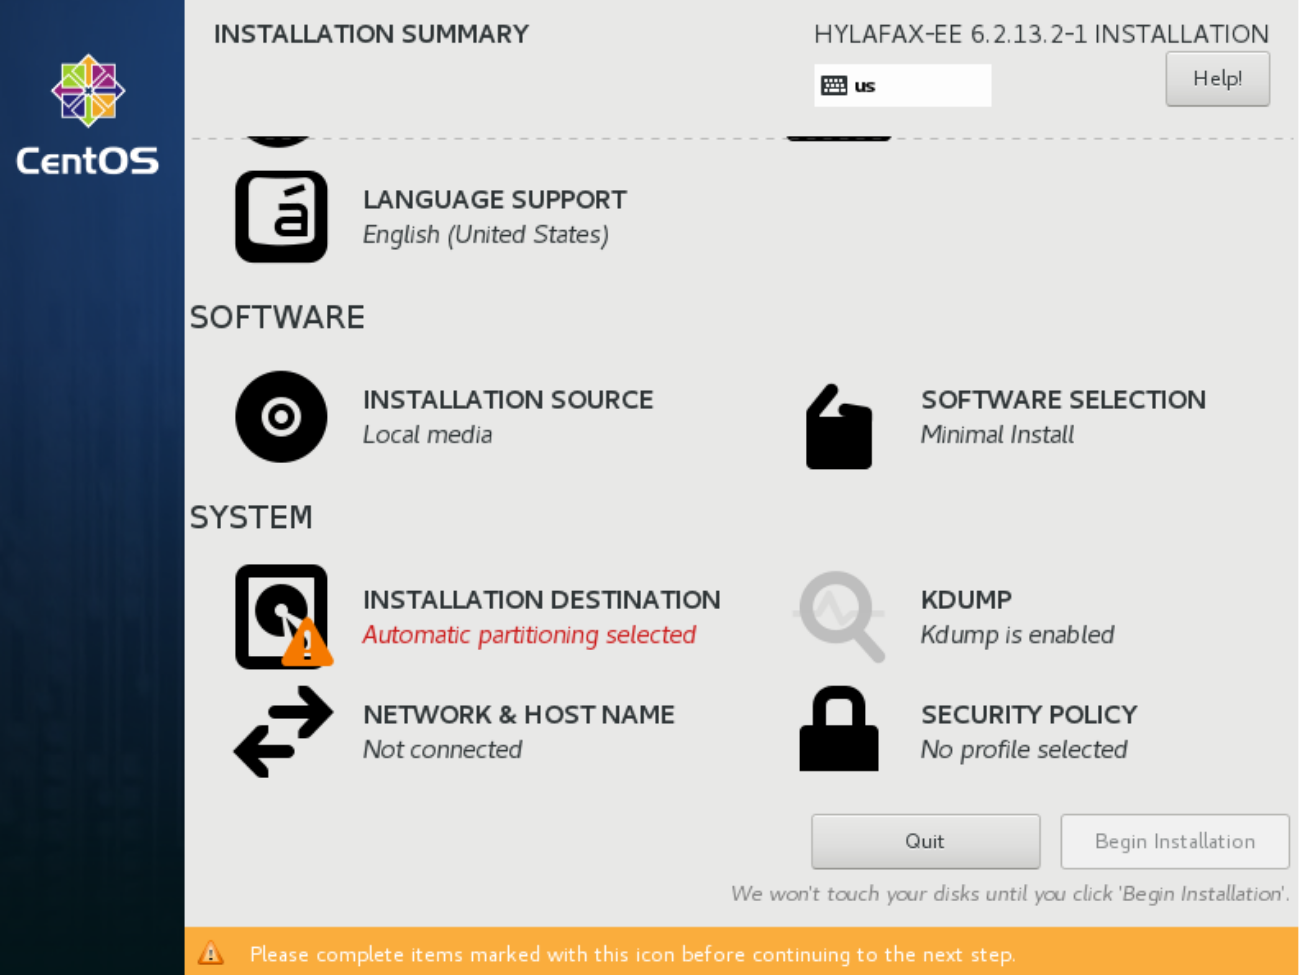 INSTALLATION SUMMARY
HYLAFAX-EE 6.2.13.2-1 INSTALLATION
us
Help!
CentOS
á
LANGUAGE SUPPORT
English (United States)
SOFTWARE
INSTALLATION SOURCE
Local media
SOFTWARE SELECTION
Minimal Install
SYSTEM
INSTALLATION DESTINATION
Automatic partitioning selected
KDUMP
Kdump is enabled
NETWORK & HOST NAME
Not connected
SECURITY POLICY
No profile selected
Quit
Begin Installation
We won't touch your disks until you click 'Begin Installation'.
Please complete items marked with this icon before continuing to the next step.